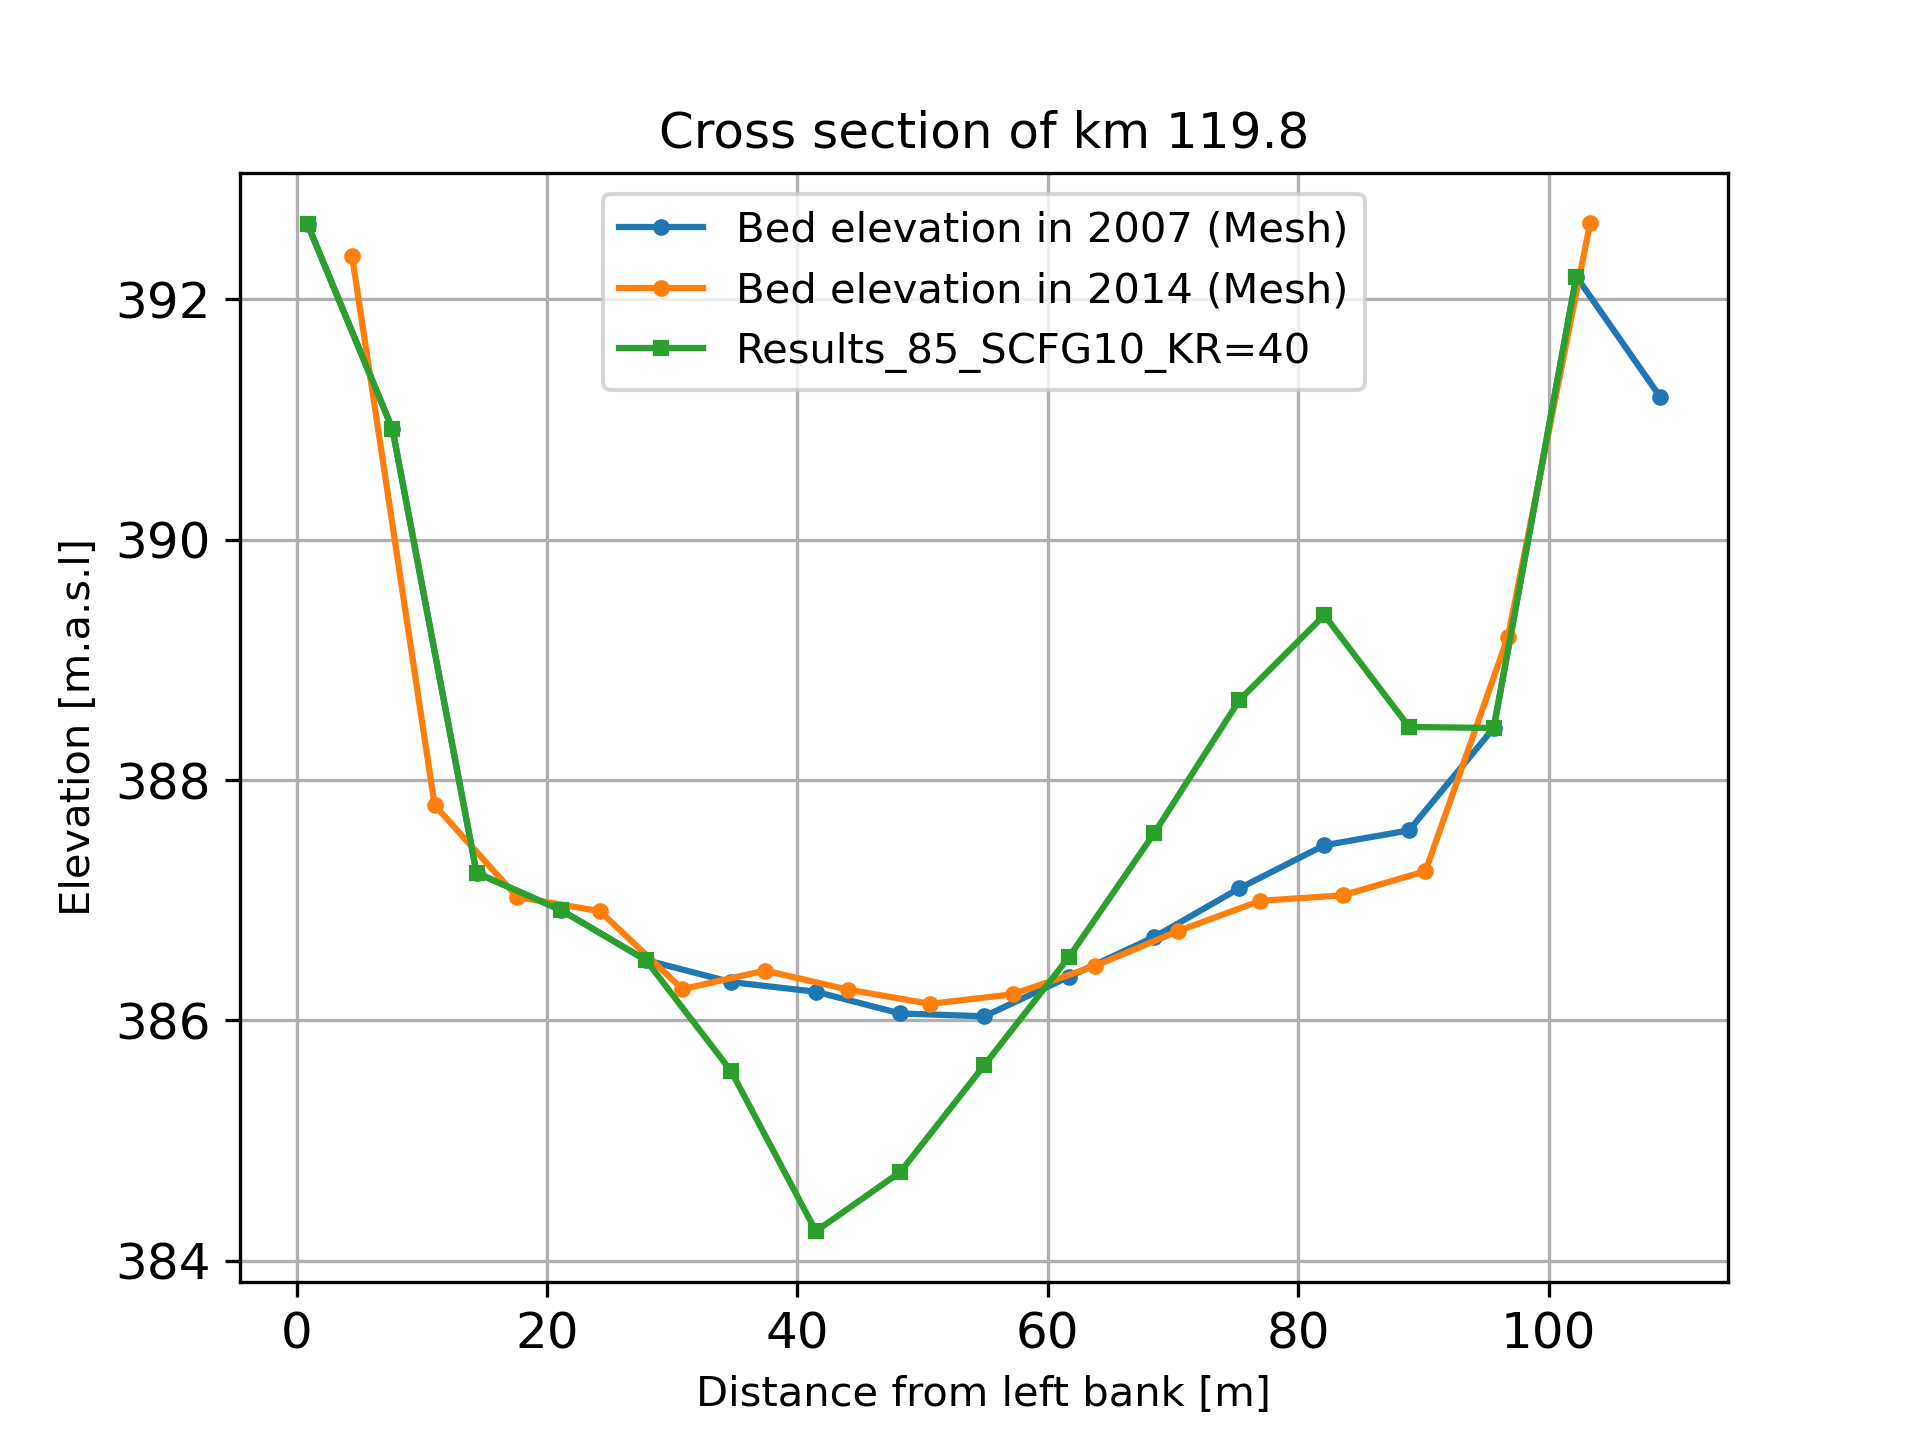 Cross section of km 119.8
Bed elevation in 2007 (Mesh)
Bed elevation in 2014 (Mesh)
Results_85_SCFG10_KR=40
392
390
388
386
384
Elevation [m.a.s.l]
0 20 40 60 80 100
Distance from left bank [m]